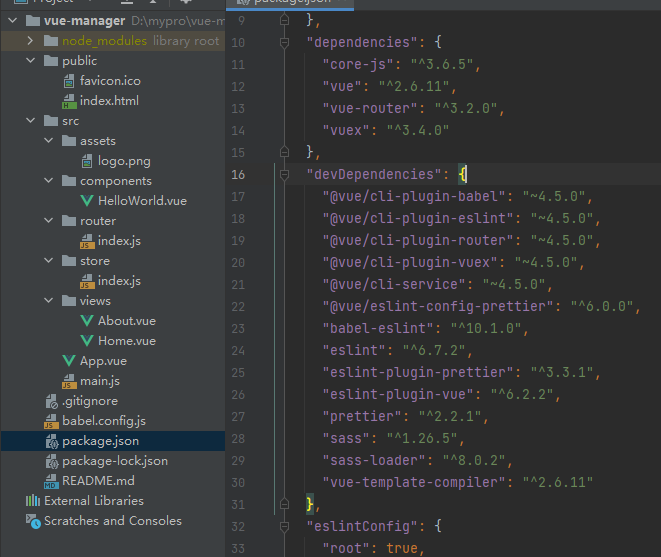 Project
package.json
vue-manager D:\mypro\vue-m
node_modules library root
public
favicon.ico
index.html
src
assets
logo.png
components
HelloWorld.vue
router
index.js
store
index.js
views
About.vue
Home.vue
App.vue
main.js
.gitignore
babel.config.js
package.json
package-lock.json
README.md
External Libraries
Scratches and Consoles
9 },
10 "dependencies": {
11 "core-js": "^3.6.5",
12 "vue": "^2.6.11",
13 "vue-router": "^3.2.0",
14 "vuex": "^3.4.0"
15 },
16 "devDependencies": {
17 "@vue/cli-plugin-babel": "~4.5.0",
18 "@vue/cli-plugin-eslint": "~4.5.0",
19 "@vue/cli-plugin-router": "~4.5.0",
20 "@vue/cli-plugin-vuex": "~4.5.0",
21 "@vue/cli-service": "~4.5.0",
22 "@vue/eslint-config-prettier": "^6.0.0",
23 "babel-eslint": "^10.1.0",
24 "eslint": "^6.7.2",
25 "eslint-plugin-prettier": "^3.3.1",
26 "eslint-plugin-vue": "^6.2.2",
27 "prettier": "^2.2.1",
28 "sass": "^1.26.5",
29 "sass-loader": "^8.0.2",
30 "vue-template-compiler": "^2.6.11"
31 },
32 "eslintConfig": {
33 "root": true,